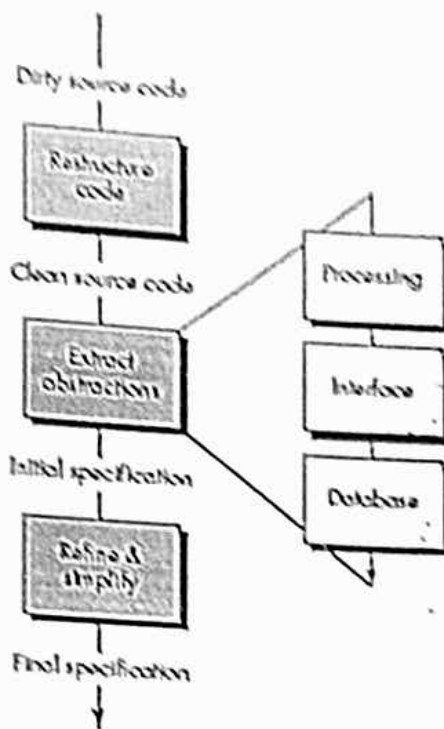 Dirty source code
Restructure
code
Clean source code
Extract
abstractions
Initial specification
Refine &
simplify
Final specification
Processing
Interface
Database